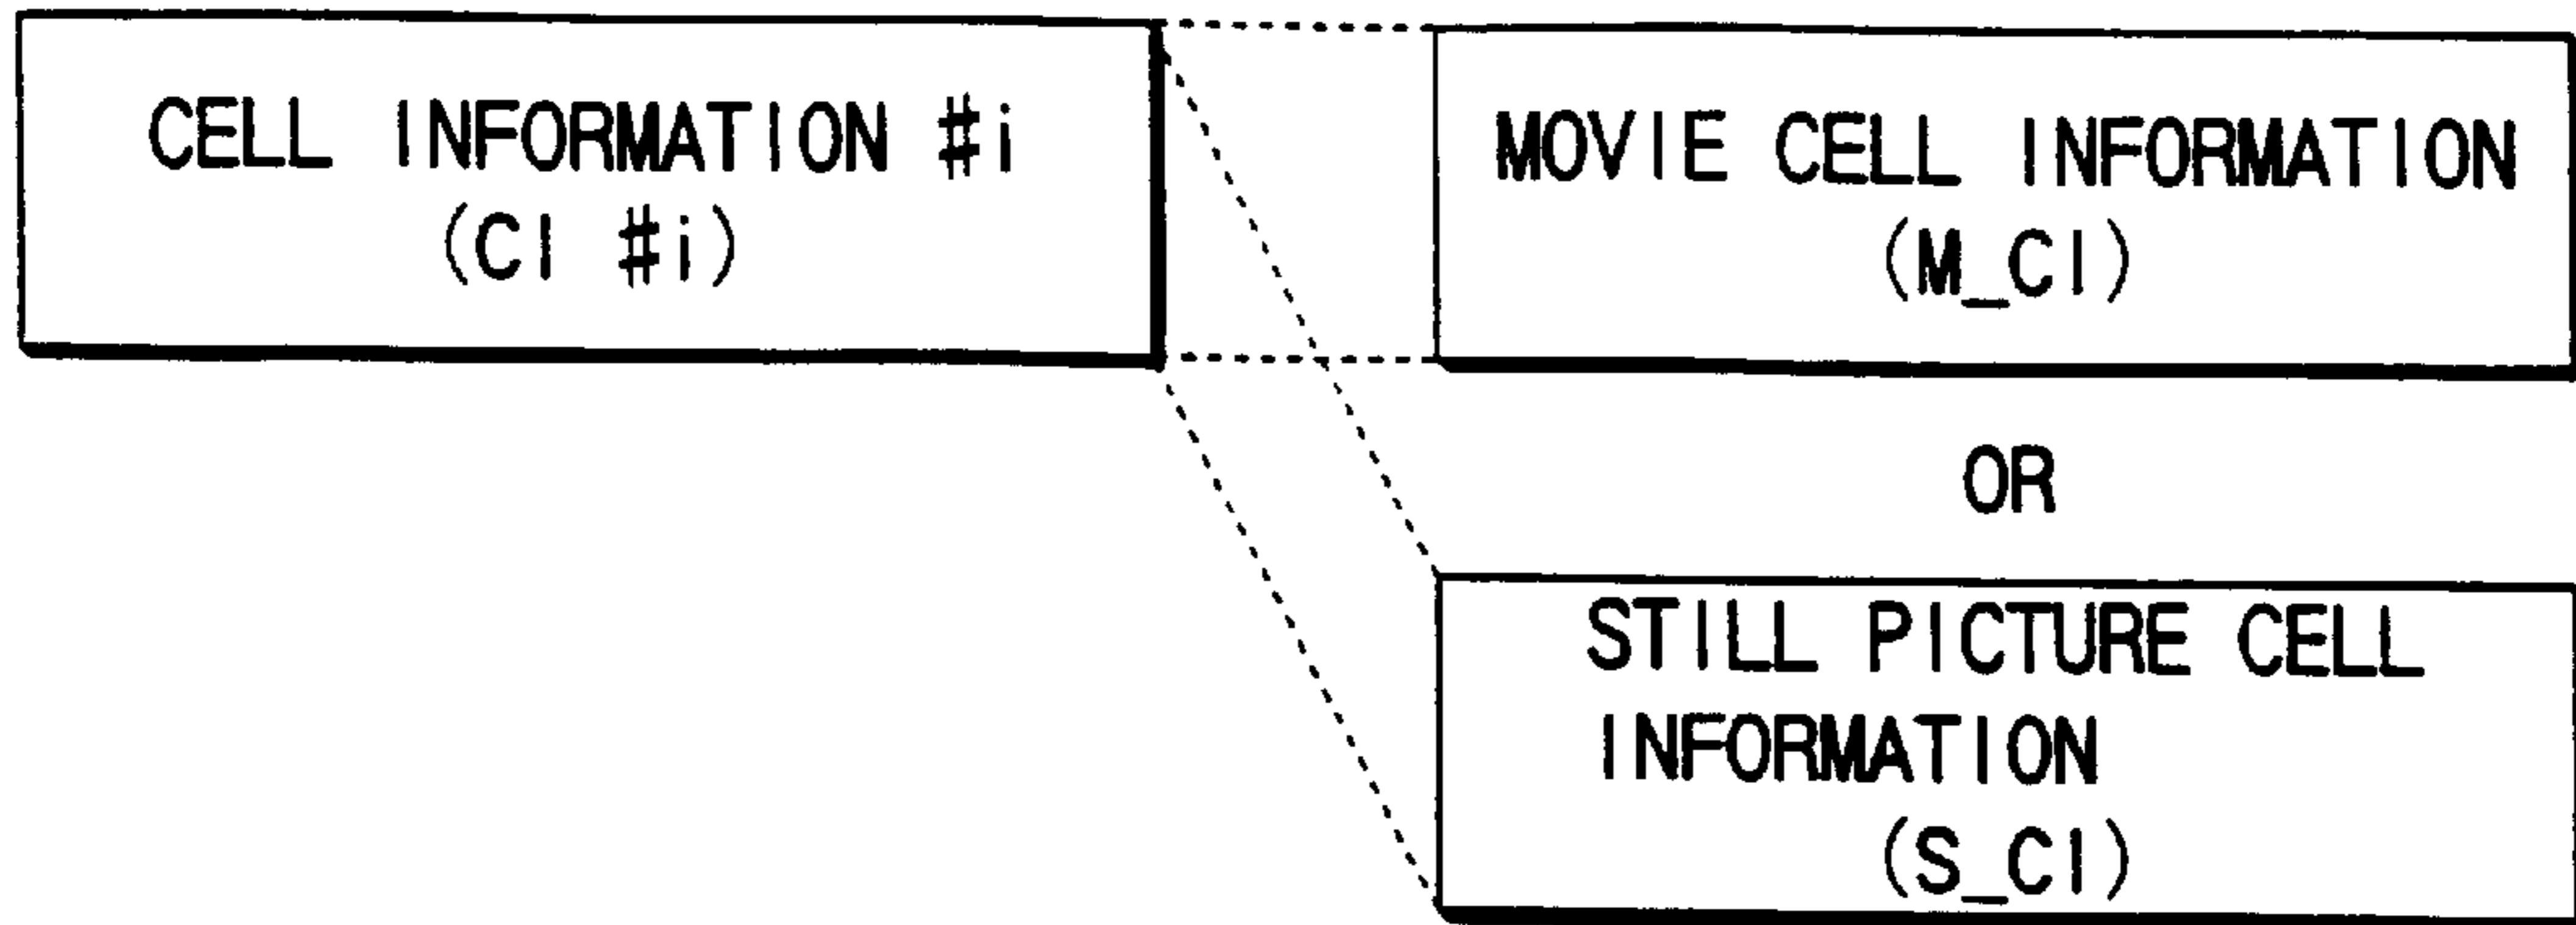 CELL INFORMATION #i
(CI #i)
MOVIE CELL INFORMATION
(M_CI)
OR
STILL PICTURE CELL
INFORMATION
(S_CI)